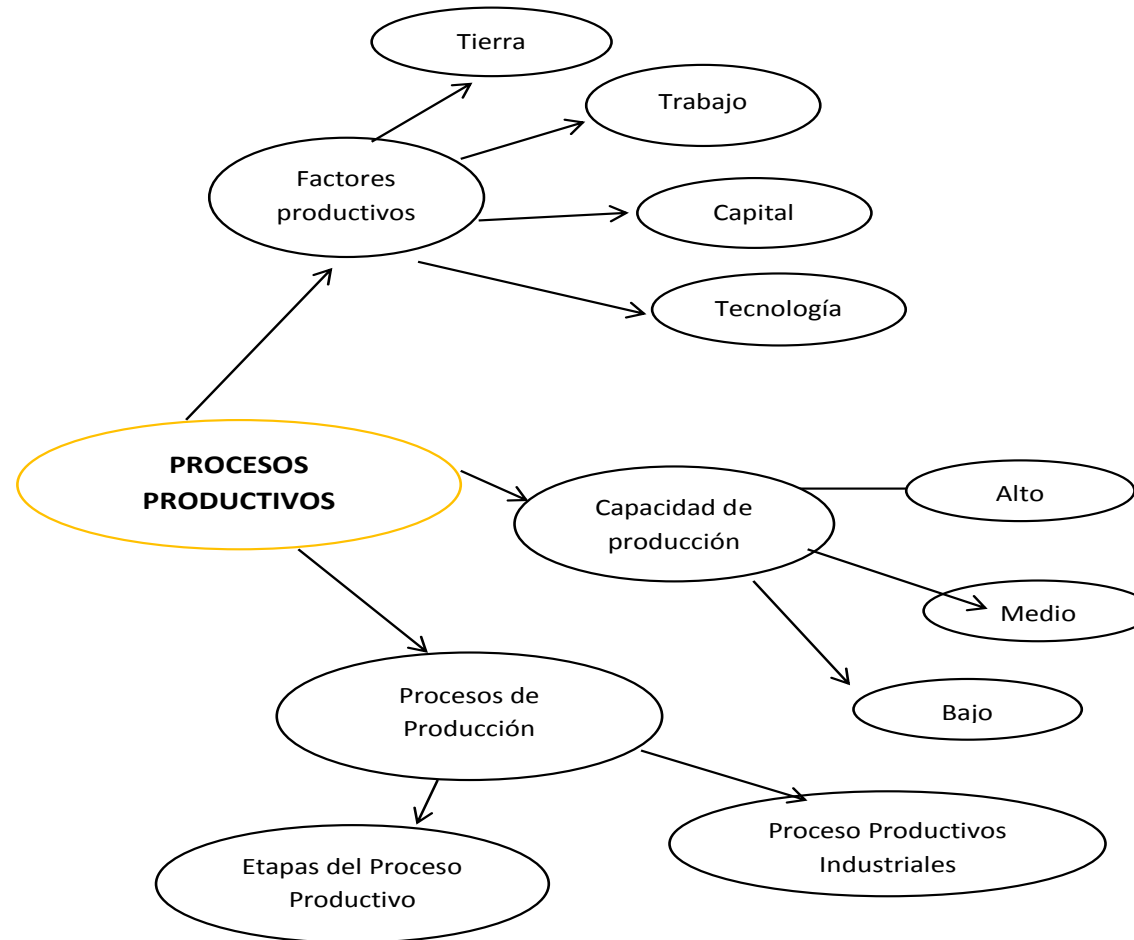 Tierra
Trabajo
Factores
productivos
Capital
Tecnología
PROCESOS
PRODUCTIVOS
Capacidad de
producción
Alto
Medio
Bajo
Procesos de
Producción
Proceso Productivos
Industriales
Etapas del Proceso
Productivo